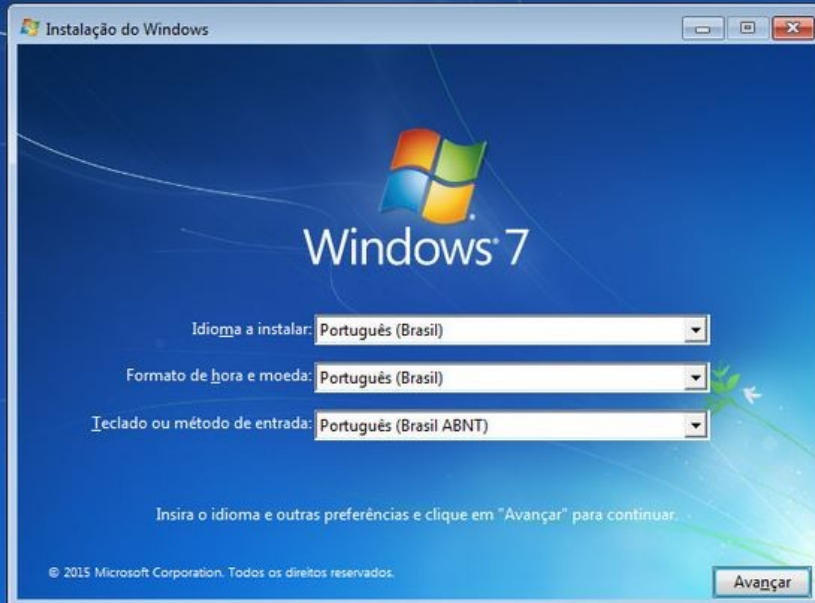 Instalação do Windows
Windows 7
Idioma a instalar: Português (Brasil)
Formato de hora e moeda: Português (Brasil)
Teclado ou método de entrada: Português (Brasil ABNT)
Insira o idioma e outras preferências e clique em "Avançar" para continuar.
© 2015 Microsoft Corporation. Todos os direitos reservados.
Avançar